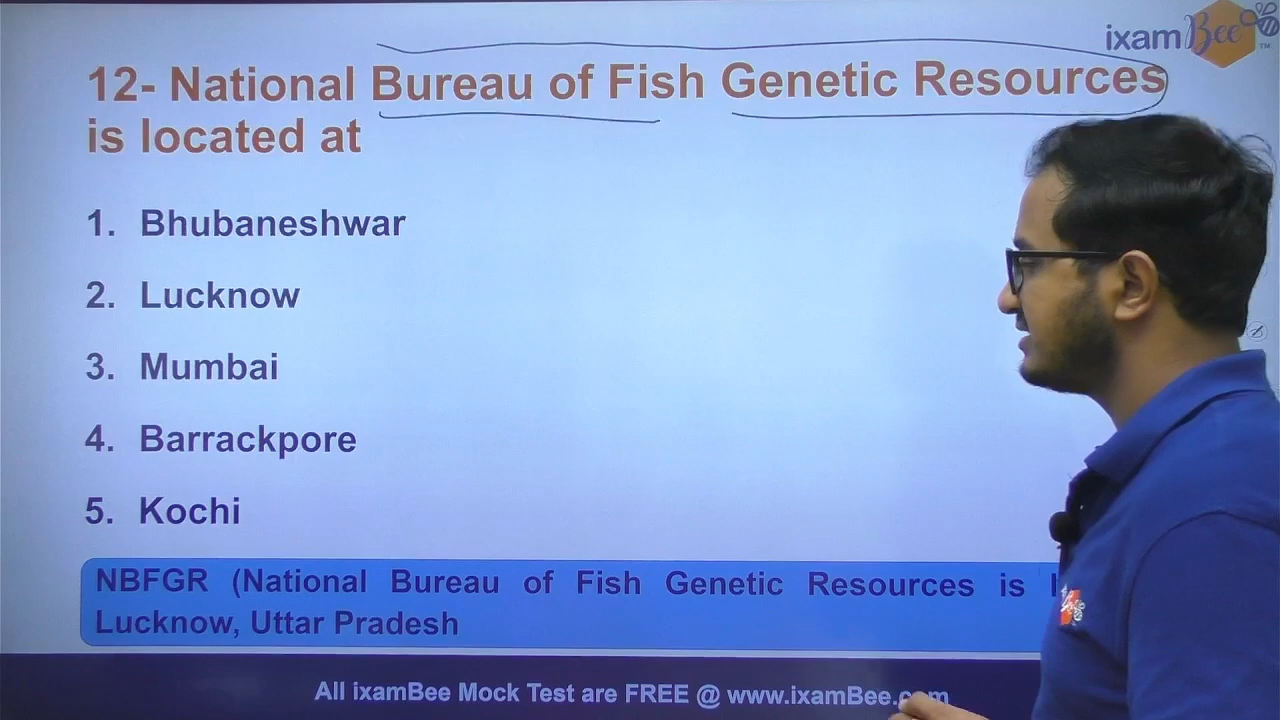 ixamBee™
12- National Bureau of Fish Genetic Resources
is located at
1. Bhubaneshwar
2. Lucknow
3. Mumbai
4. Barrackpore
5. Kochi
NBFGR (National Bureau of Fish Genetic Resources is
Lucknow, Uttar Pradesh
All ixamBee Mock Test are FREE @ www.ixamBee.com